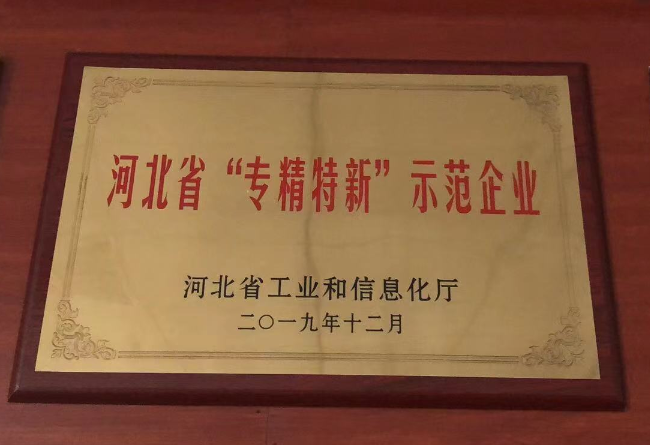 河北省“专精特新”示范企业
河北省工业和信息化厅
二〇一九年十二月